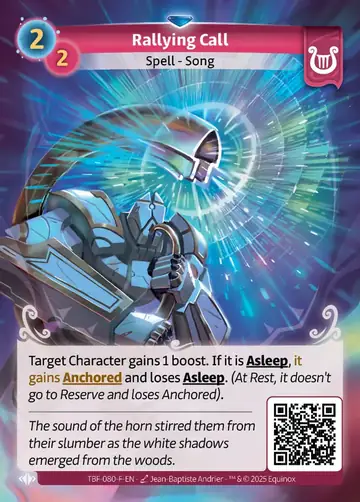 2
Rallying Call
2
Spell - Song
Target Character gains 1 boost. If it is Asleep, it
gains Anchored and loses Asleep. (At Rest, it doesn't
go to Reserve and loses Anchored).
The sound of the horn stirred them from
their slumber as the white shadows
emerged from the woods.
TBF-080-F-EN - Jean-Baptiste Andrier - ™ & © 2025 Equinox